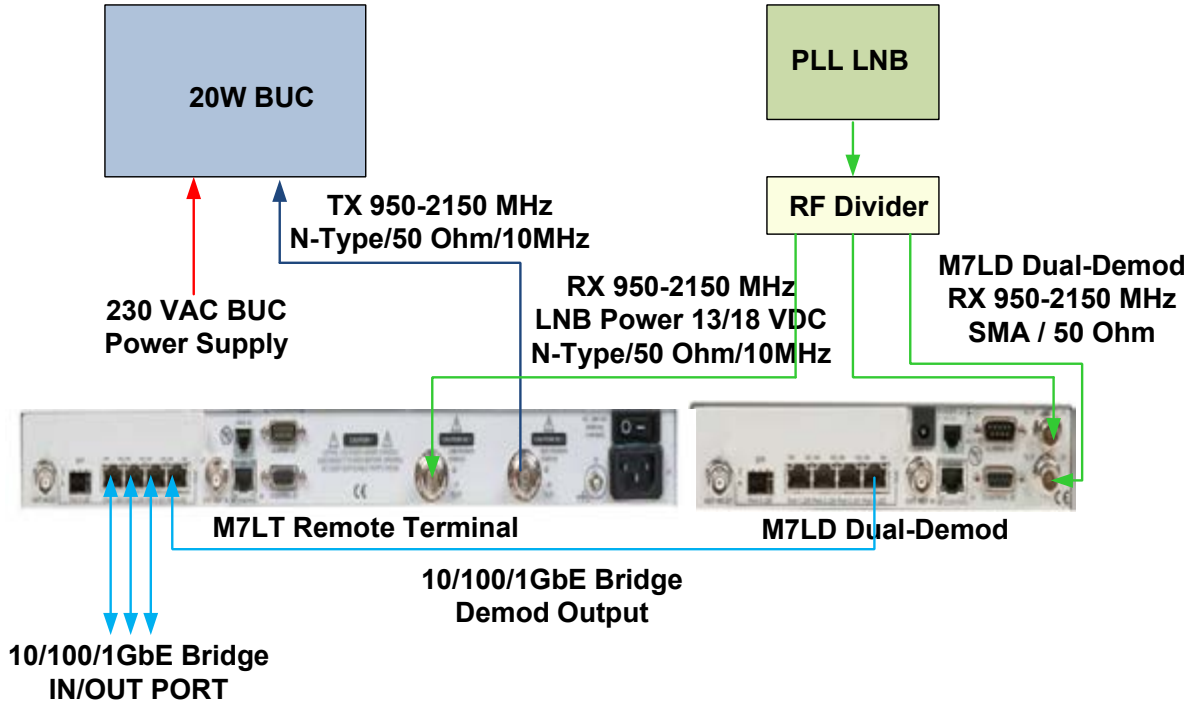 20W BUC
PLL LNB
RF Divider
TX 950-2150 MHz
N-Type/50 Ohm/10MHz
230 VAC BUC
Power Supply
RX 950-2150 MHz
LNB Power 13/18 VDC
N-Type/50 Ohm/10MHz
M7LD Dual-Demod
RX 950-2150 MHz
SMA / 50 Ohm
M7LT Remote Terminal
M7LD Dual-Demod
10/100/1GbE Bridge
Demod Output
10/100/1GbE Bridge
IN/OUT PORT